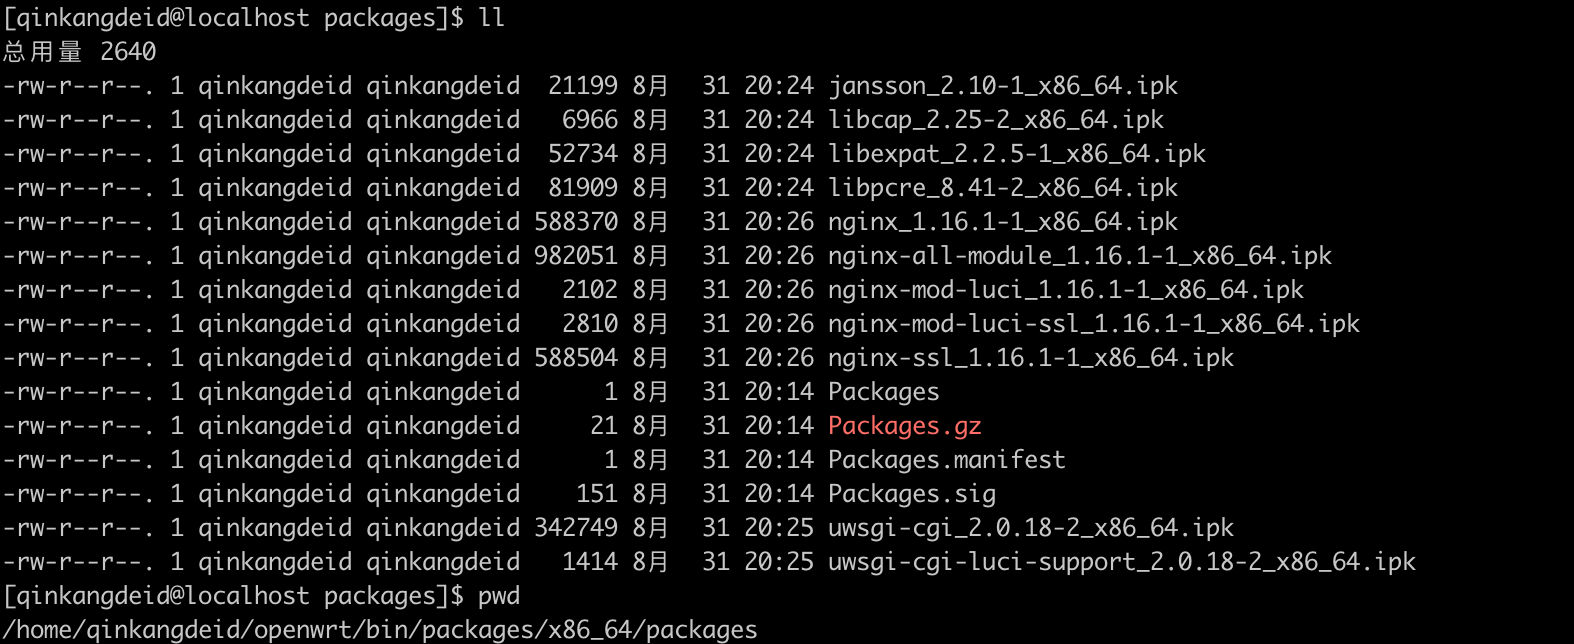 [qinkangdeid@localhost packages]$ ll
总用量 2640
-rw-r--r--. 1 qinkangdeid qinkangdeid  21199 8月  31 20:24 jansson_2.10-1_x86_64.ipk
-rw-r--r--. 1 qinkangdeid qinkangdeid   6966 8月  31 20:24 libcap_2.25-2_x86_64.ipk
-rw-r--r--. 1 qinkangdeid qinkangdeid  52734 8月  31 20:24 libexpat_2.2.5-1_x86_64.ipk
-rw-r--r--. 1 qinkangdeid qinkangdeid  81909 8月  31 20:24 libpcre_8.41-2_x86_64.ipk
-rw-r--r--. 1 qinkangdeid qinkangdeid 588370 8月  31 20:26 nginx_1.16.1-1_x86_64.ipk
-rw-r--r--. 1 qinkangdeid qinkangdeid 982051 8月  31 20:26 nginx-all-module_1.16.1-1_x86_64.ipk
-rw-r--r--. 1 qinkangdeid qinkangdeid   2102 8月  31 20:26 nginx-mod-luci_1.16.1-1_x86_64.ipk
-rw-r--r--. 1 qinkangdeid qinkangdeid   2810 8月  31 20:26 nginx-mod-luci-ssl_1.16.1-1_x86_64.ipk
-rw-r--r--. 1 qinkangdeid qinkangdeid 588504 8月  31 20:26 nginx-ssl_1.16.1-1_x86_64.ipk
-rw-r--r--. 1 qinkangdeid qinkangdeid      1 8月  31 20:14 Packages
-rw-r--r--. 1 qinkangdeid qinkangdeid     21 8月  31 20:14 Packages.gz
-rw-r--r--. 1 qinkangdeid qinkangdeid      1 8月  31 20:14 Packages.manifest
-rw-r--r--. 1 qinkangdeid qinkangdeid    151 8月  31 20:14 Packages.sig
-rw-r--r--. 1 qinkangdeid qinkangdeid 342749 8月  31 20:25 uwsgi-cgi_2.0.18-2_x86_64.ipk
-rw-r--r--. 1 qinkangdeid qinkangdeid   1414 8月  31 20:25 uwsgi-cgi-luci-support_2.0.18-2_x86_64.ipk
[qinkangdeid@localhost packages]$ pwd
/home/qinkangdeid/openwrt/bin/packages/x86_64/packages